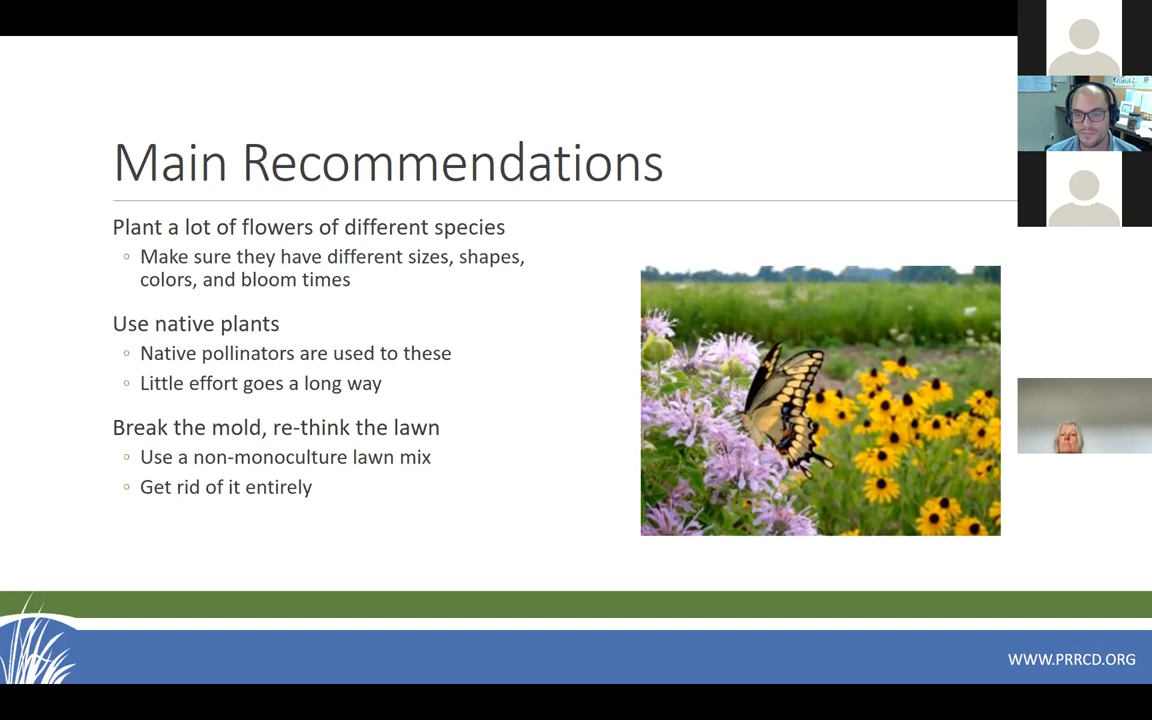 Main Recommendations
Plant a lot of flowers of different species
Make sure they have different sizes, shapes,
colors, and bloom times
Use native plants
Native pollinators are used to these
Little effort goes a long way
Break the mold, re-think the lawn
Use a non-monoculture lawn mix
Get rid of it entirely
WWW.PRRCD.ORG